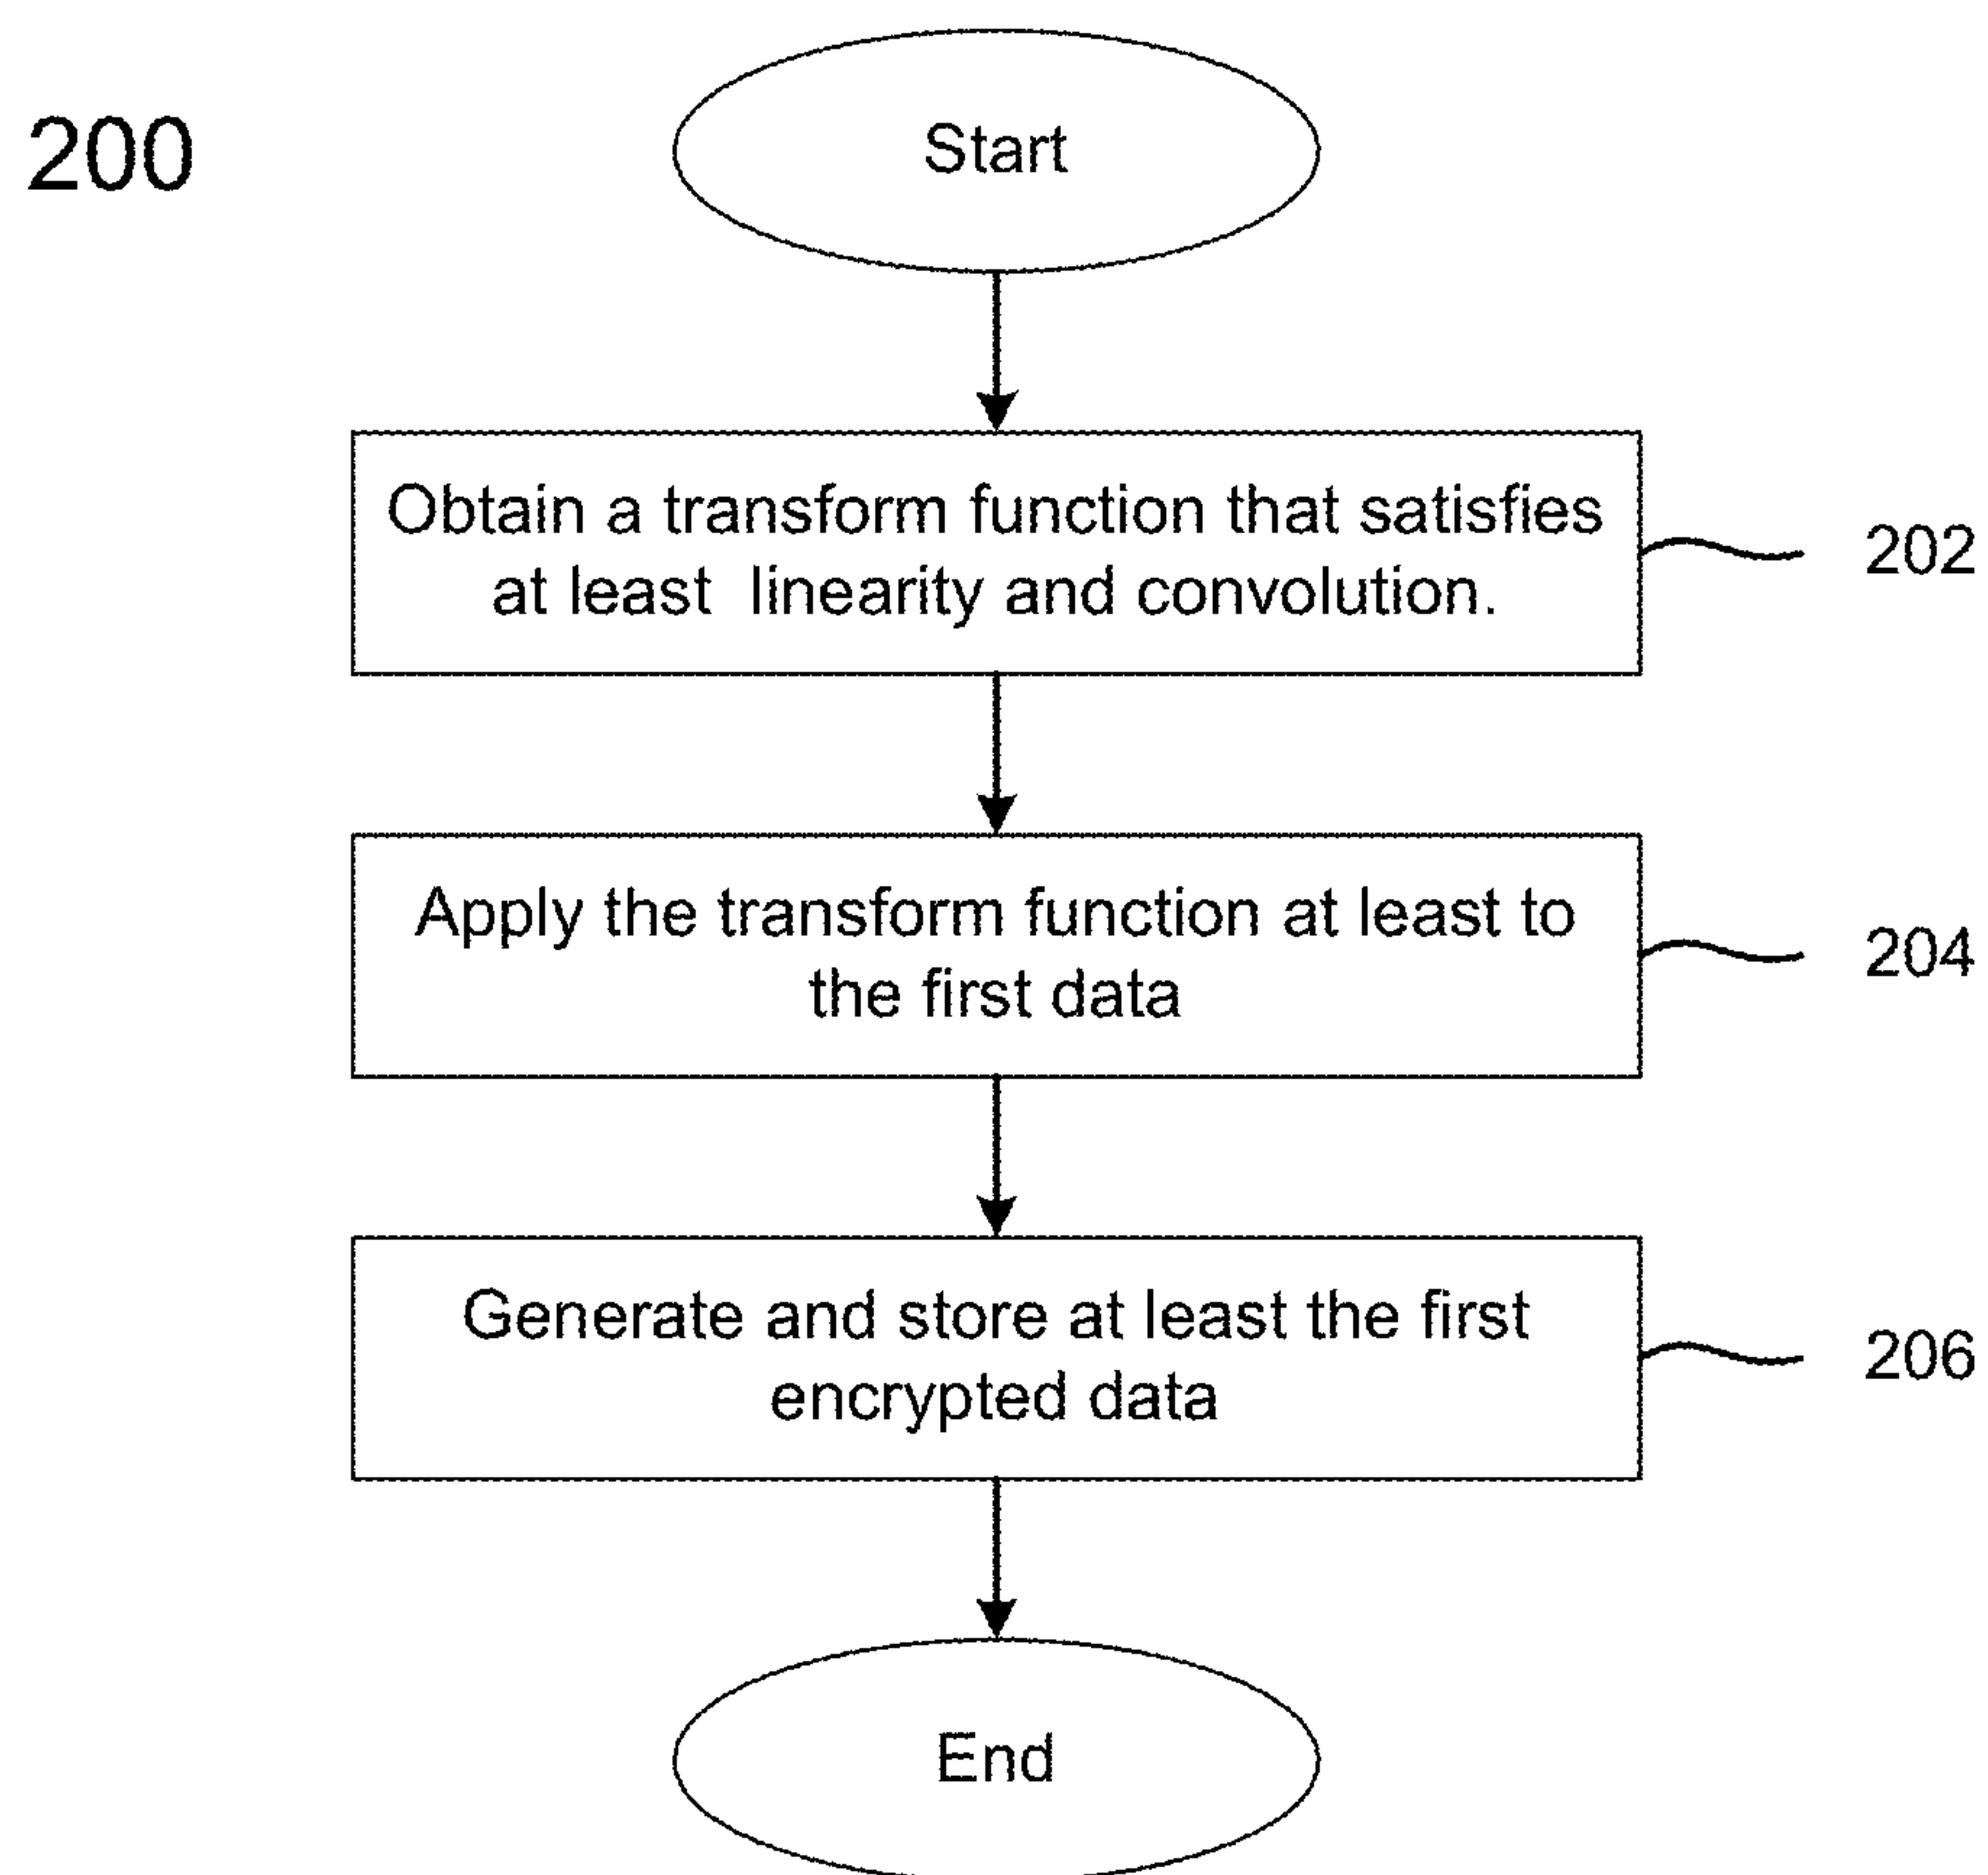 200
Start
Obtain a transform function that satisfies
at least linearity and convolution.
202
Apply the transform function at least to
the first data
204
Generate and store at least the first
encrypted data
206
End